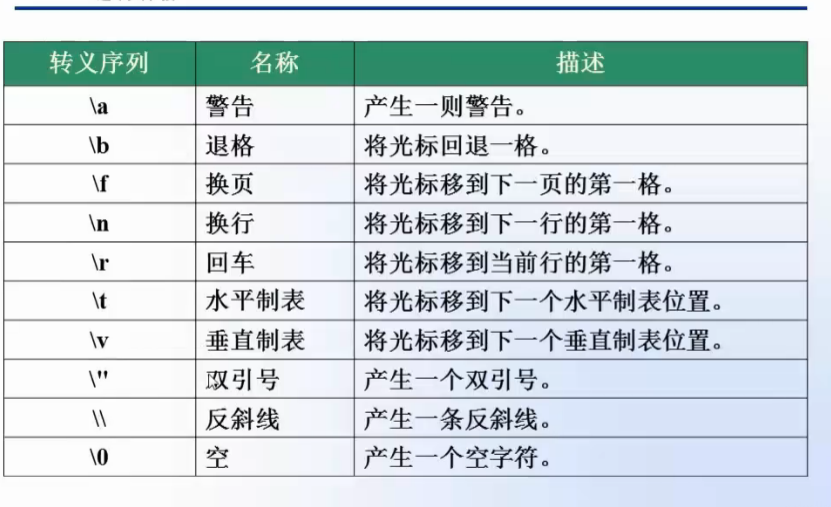 转义序列 名称 描述
\a 警告 产生一则警告。
\b 退格 将光标回退一格。
\f 换页 将光标移到下一页的第一格。
\n 换行 将光标移到下一行的第一格。
\r 回车 将光标移到当前行的第一格。
\t 水平制表 将光标移到下一个水平制表位置。
\v 垂直制表 将光标移到下一个垂直制表位置。
\" 双引号 产生一个双引号。
\\ 反斜线 产生一条反斜线。
\0 空 产生一个空字符。